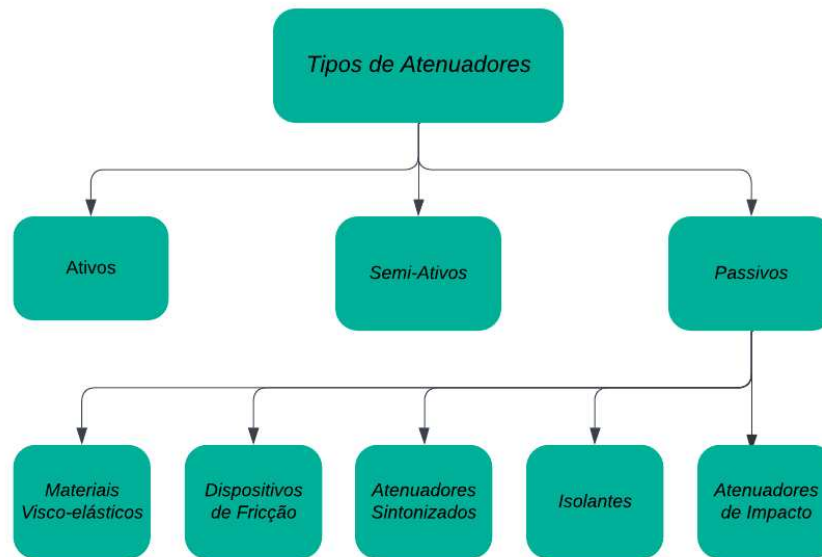 Tipos de Atenuadores
Ativos
Semi-Ativos
Passivos
Materiais
Visco-elásticos
Dispositivos
de Fricção
Atenuadores
Sintonizados
Isolantes
Atenuadores
de Impacto